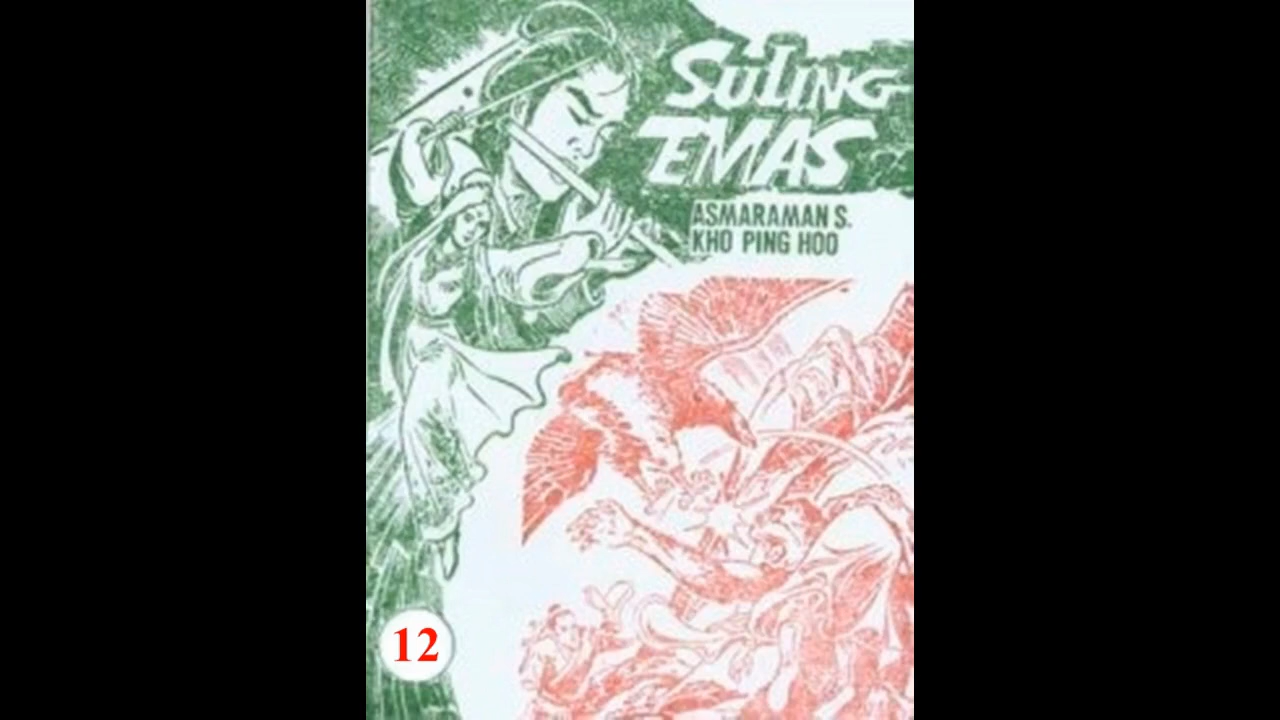 SULING
EMAS
ASMARAMAN S.
KHO PING HOO
12